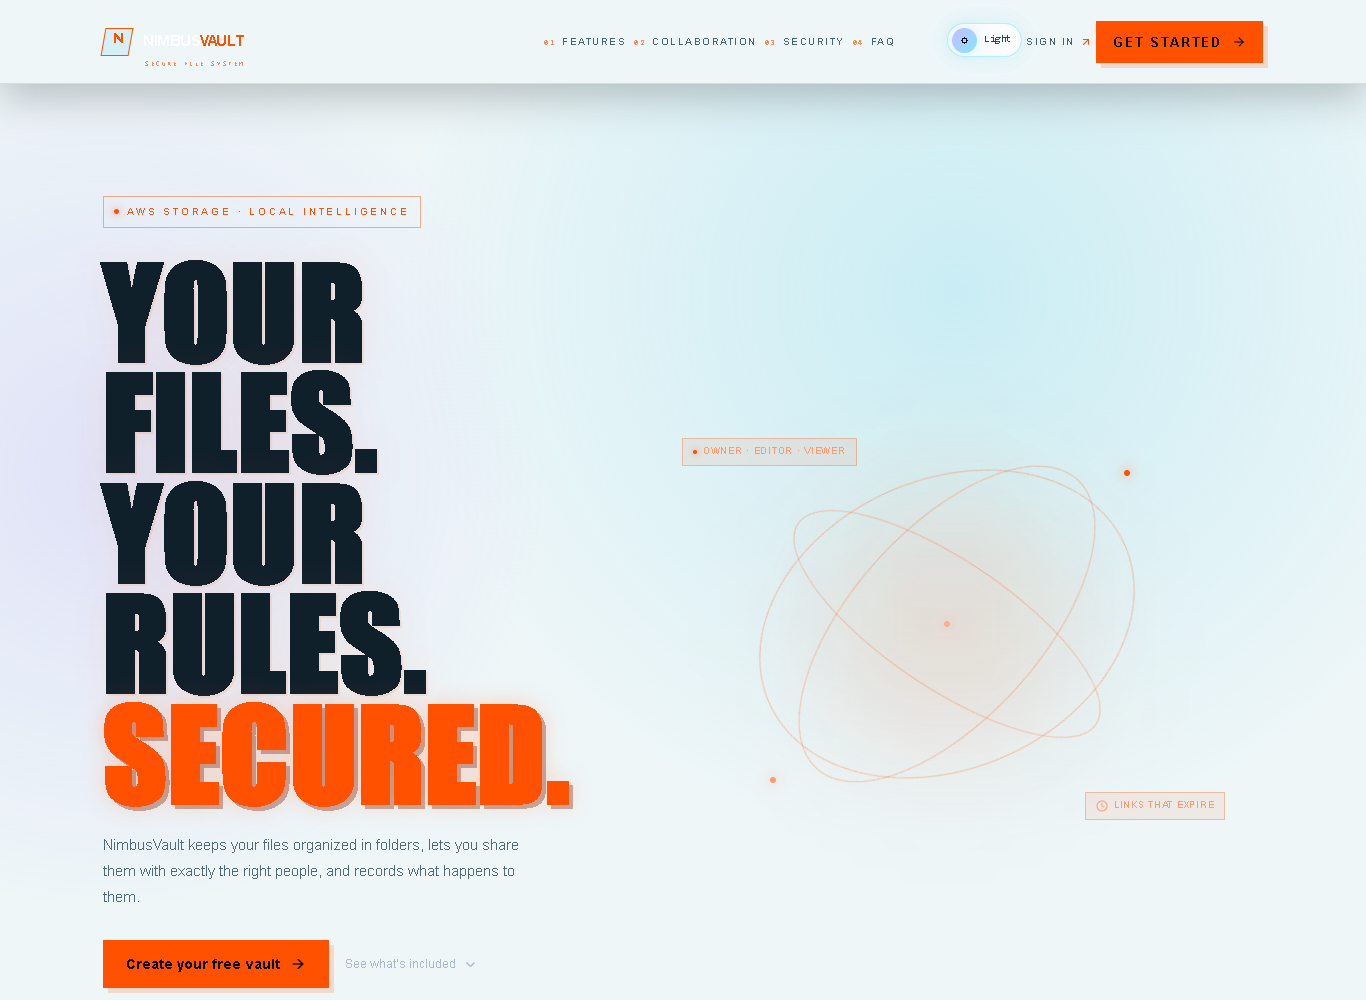 N NIMBUSVAULT
SECURE FILE SYSTEM
01 FEATURES 02 COLLABORATION 03 SECURITY 04 FAQ
Light
SIGN IN
GET STARTED
AWS STORAGE · LOCAL INTELLIGENCE
YOUR
FILES.
YOUR
RULES.
SECURED.
OWNER · EDITOR · VIEWER
LINKS THAT EXPIRE
NimbusVault keeps your files organized in folders, lets you share
them with exactly the right people, and records what happens to
them.
Create your free vault
See what's included